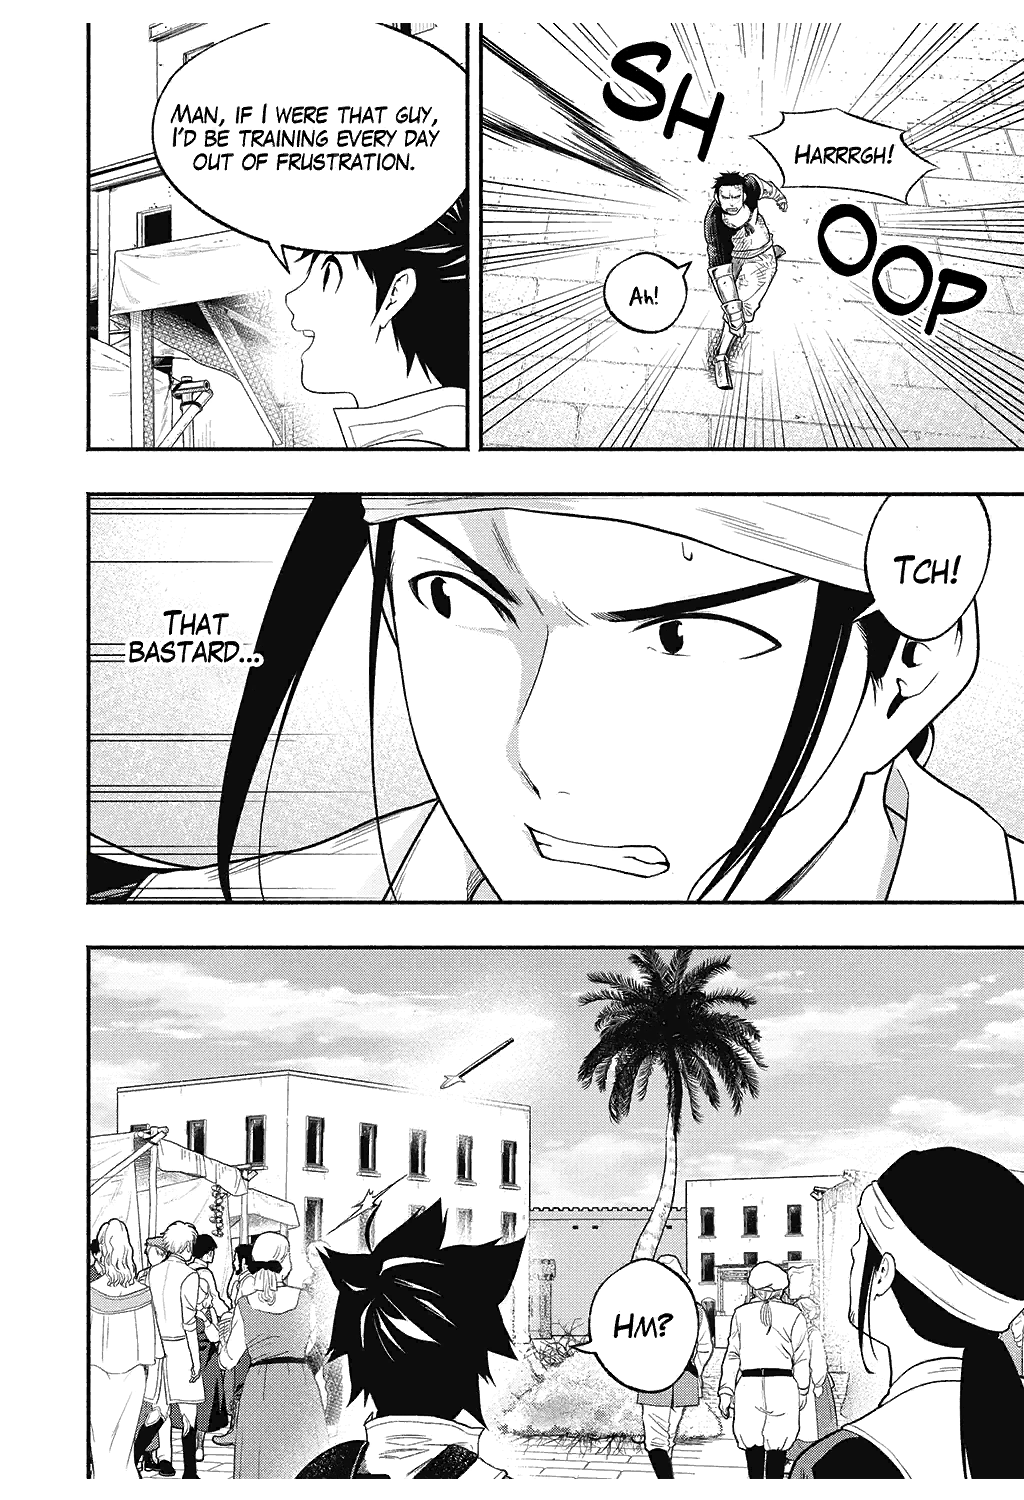 SH
OOP
HARRRGH!
AH!
MAN, IF I WERE THAT GUY,
I'D BE TRAINING EVERY DAY
OUT OF FRUSTRATION.
TCH!
THAT
BASTARD...
HM?